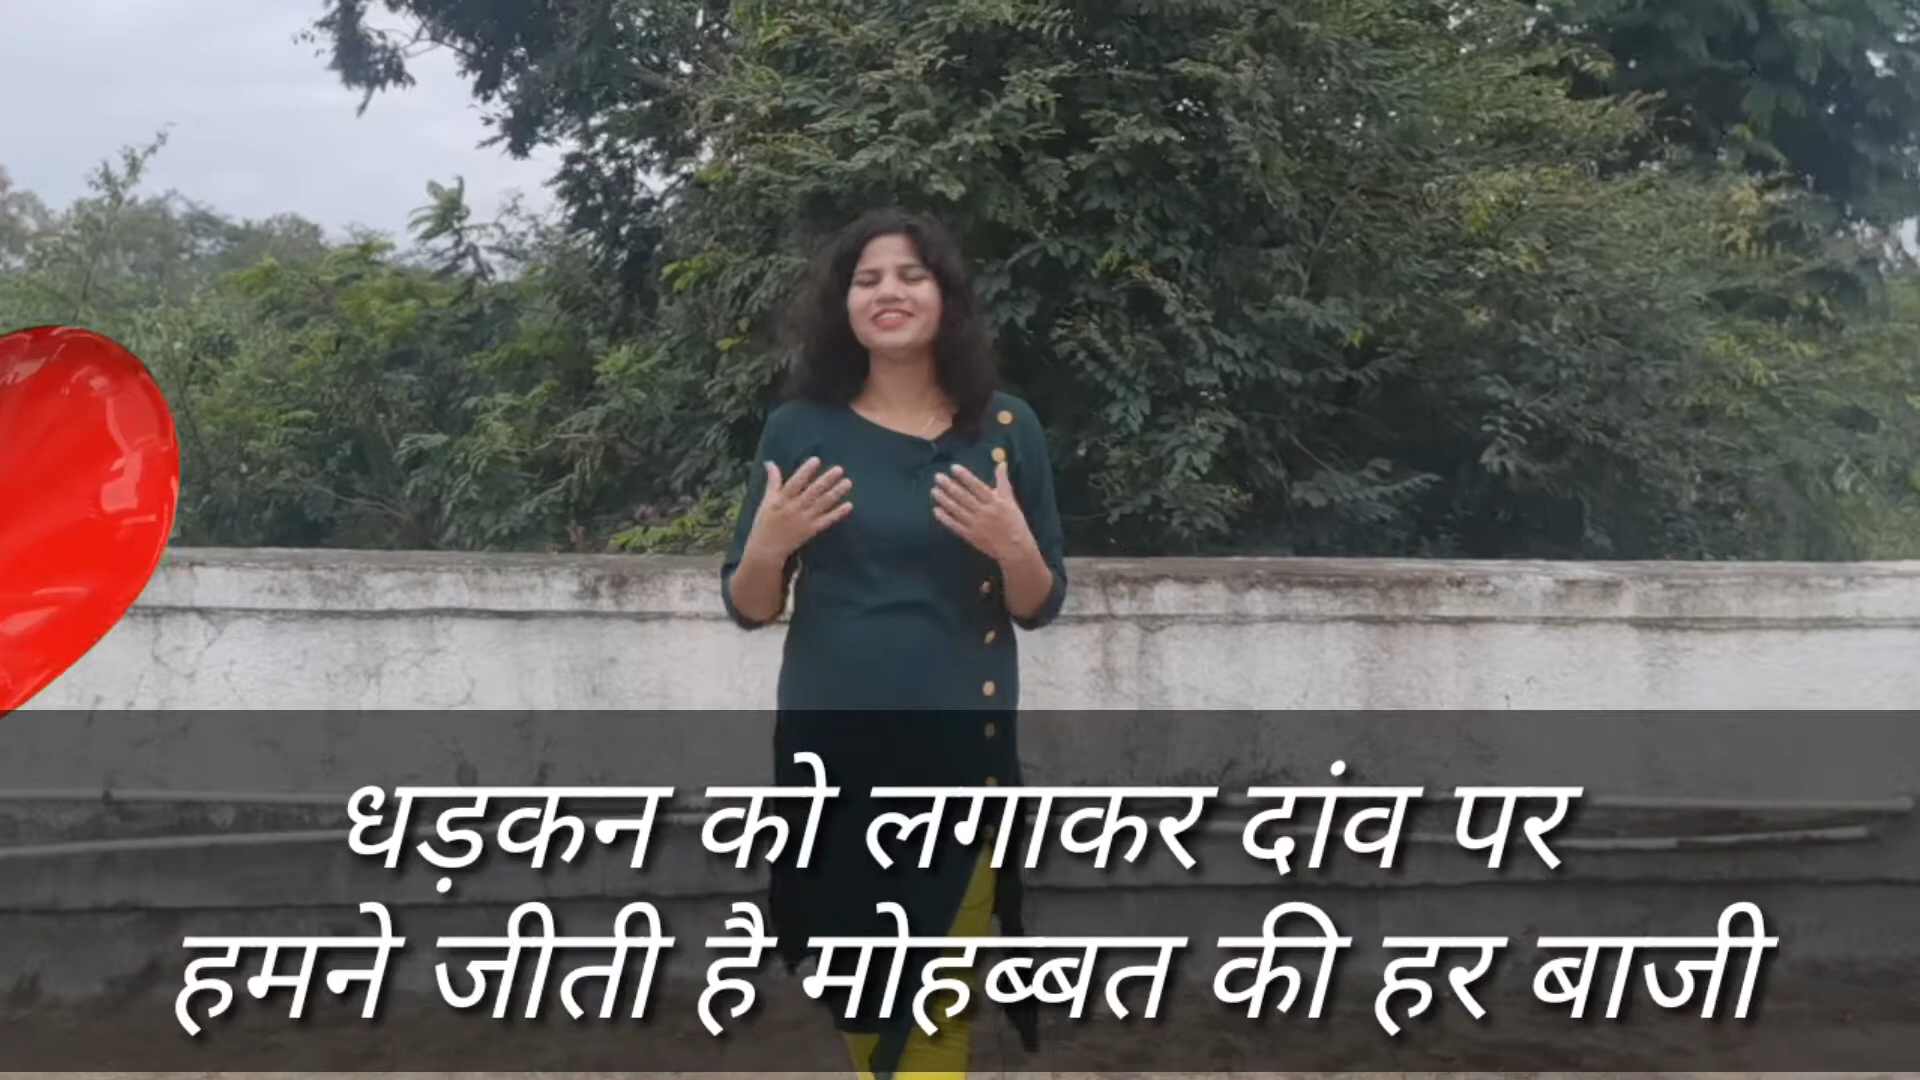 धड़कन को लगाकर दांव पर
हमने जीती है मोहब्बत की हर बाजी